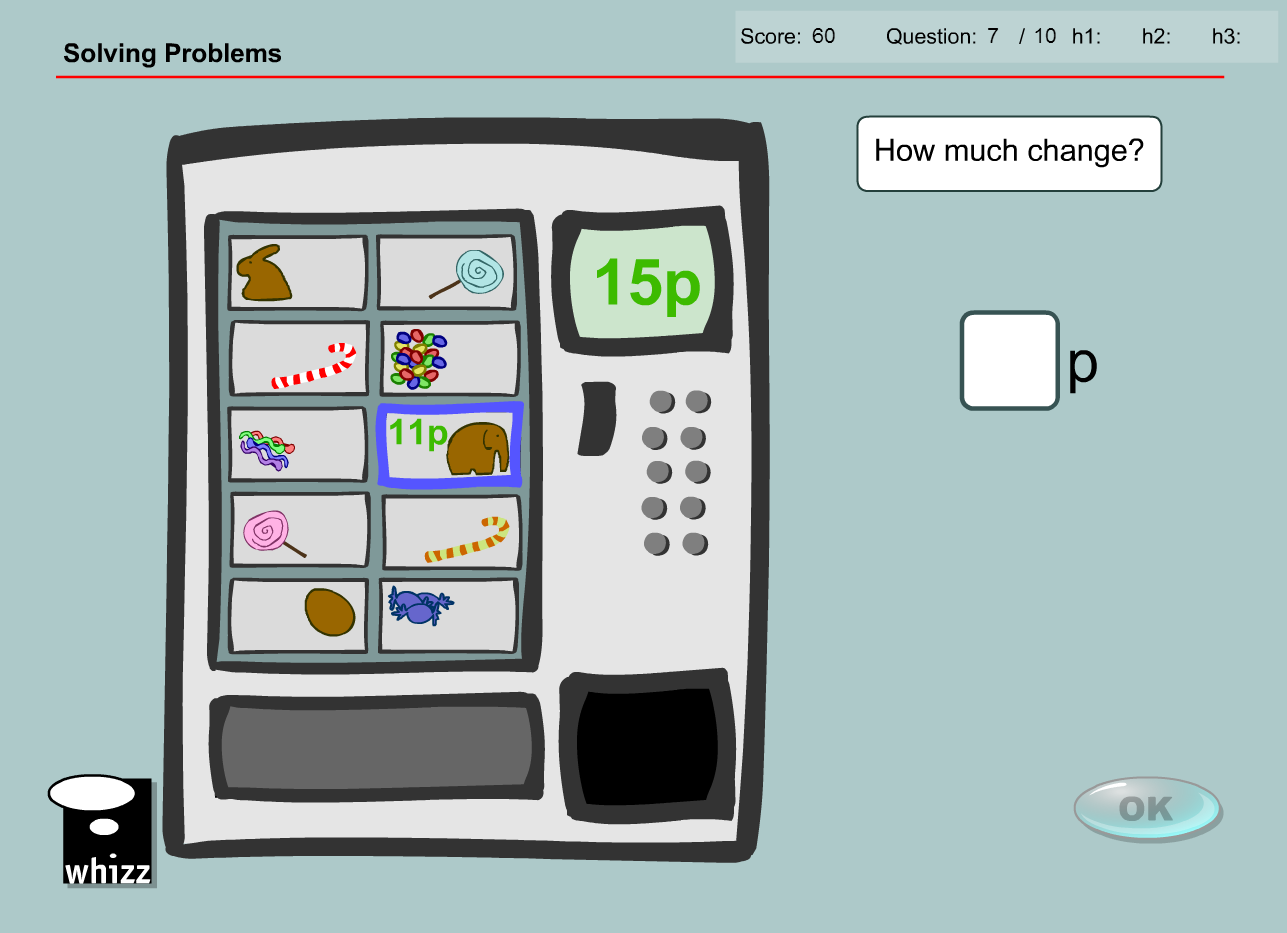 Solving Problems
Score: 60 Question: 7 / 10 h1: h2: h3:
How much change?
15p
11p
p
OK
whizz